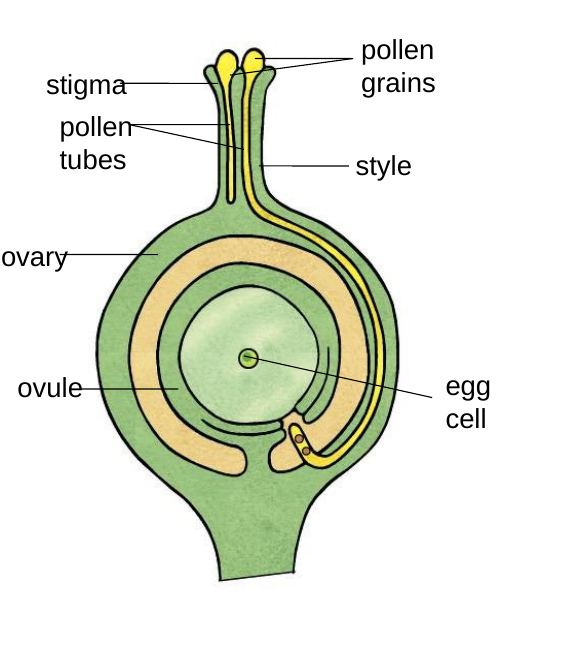 pollen
grains
stigma
pollen
tubes
style
ovary
ovule
egg
cell